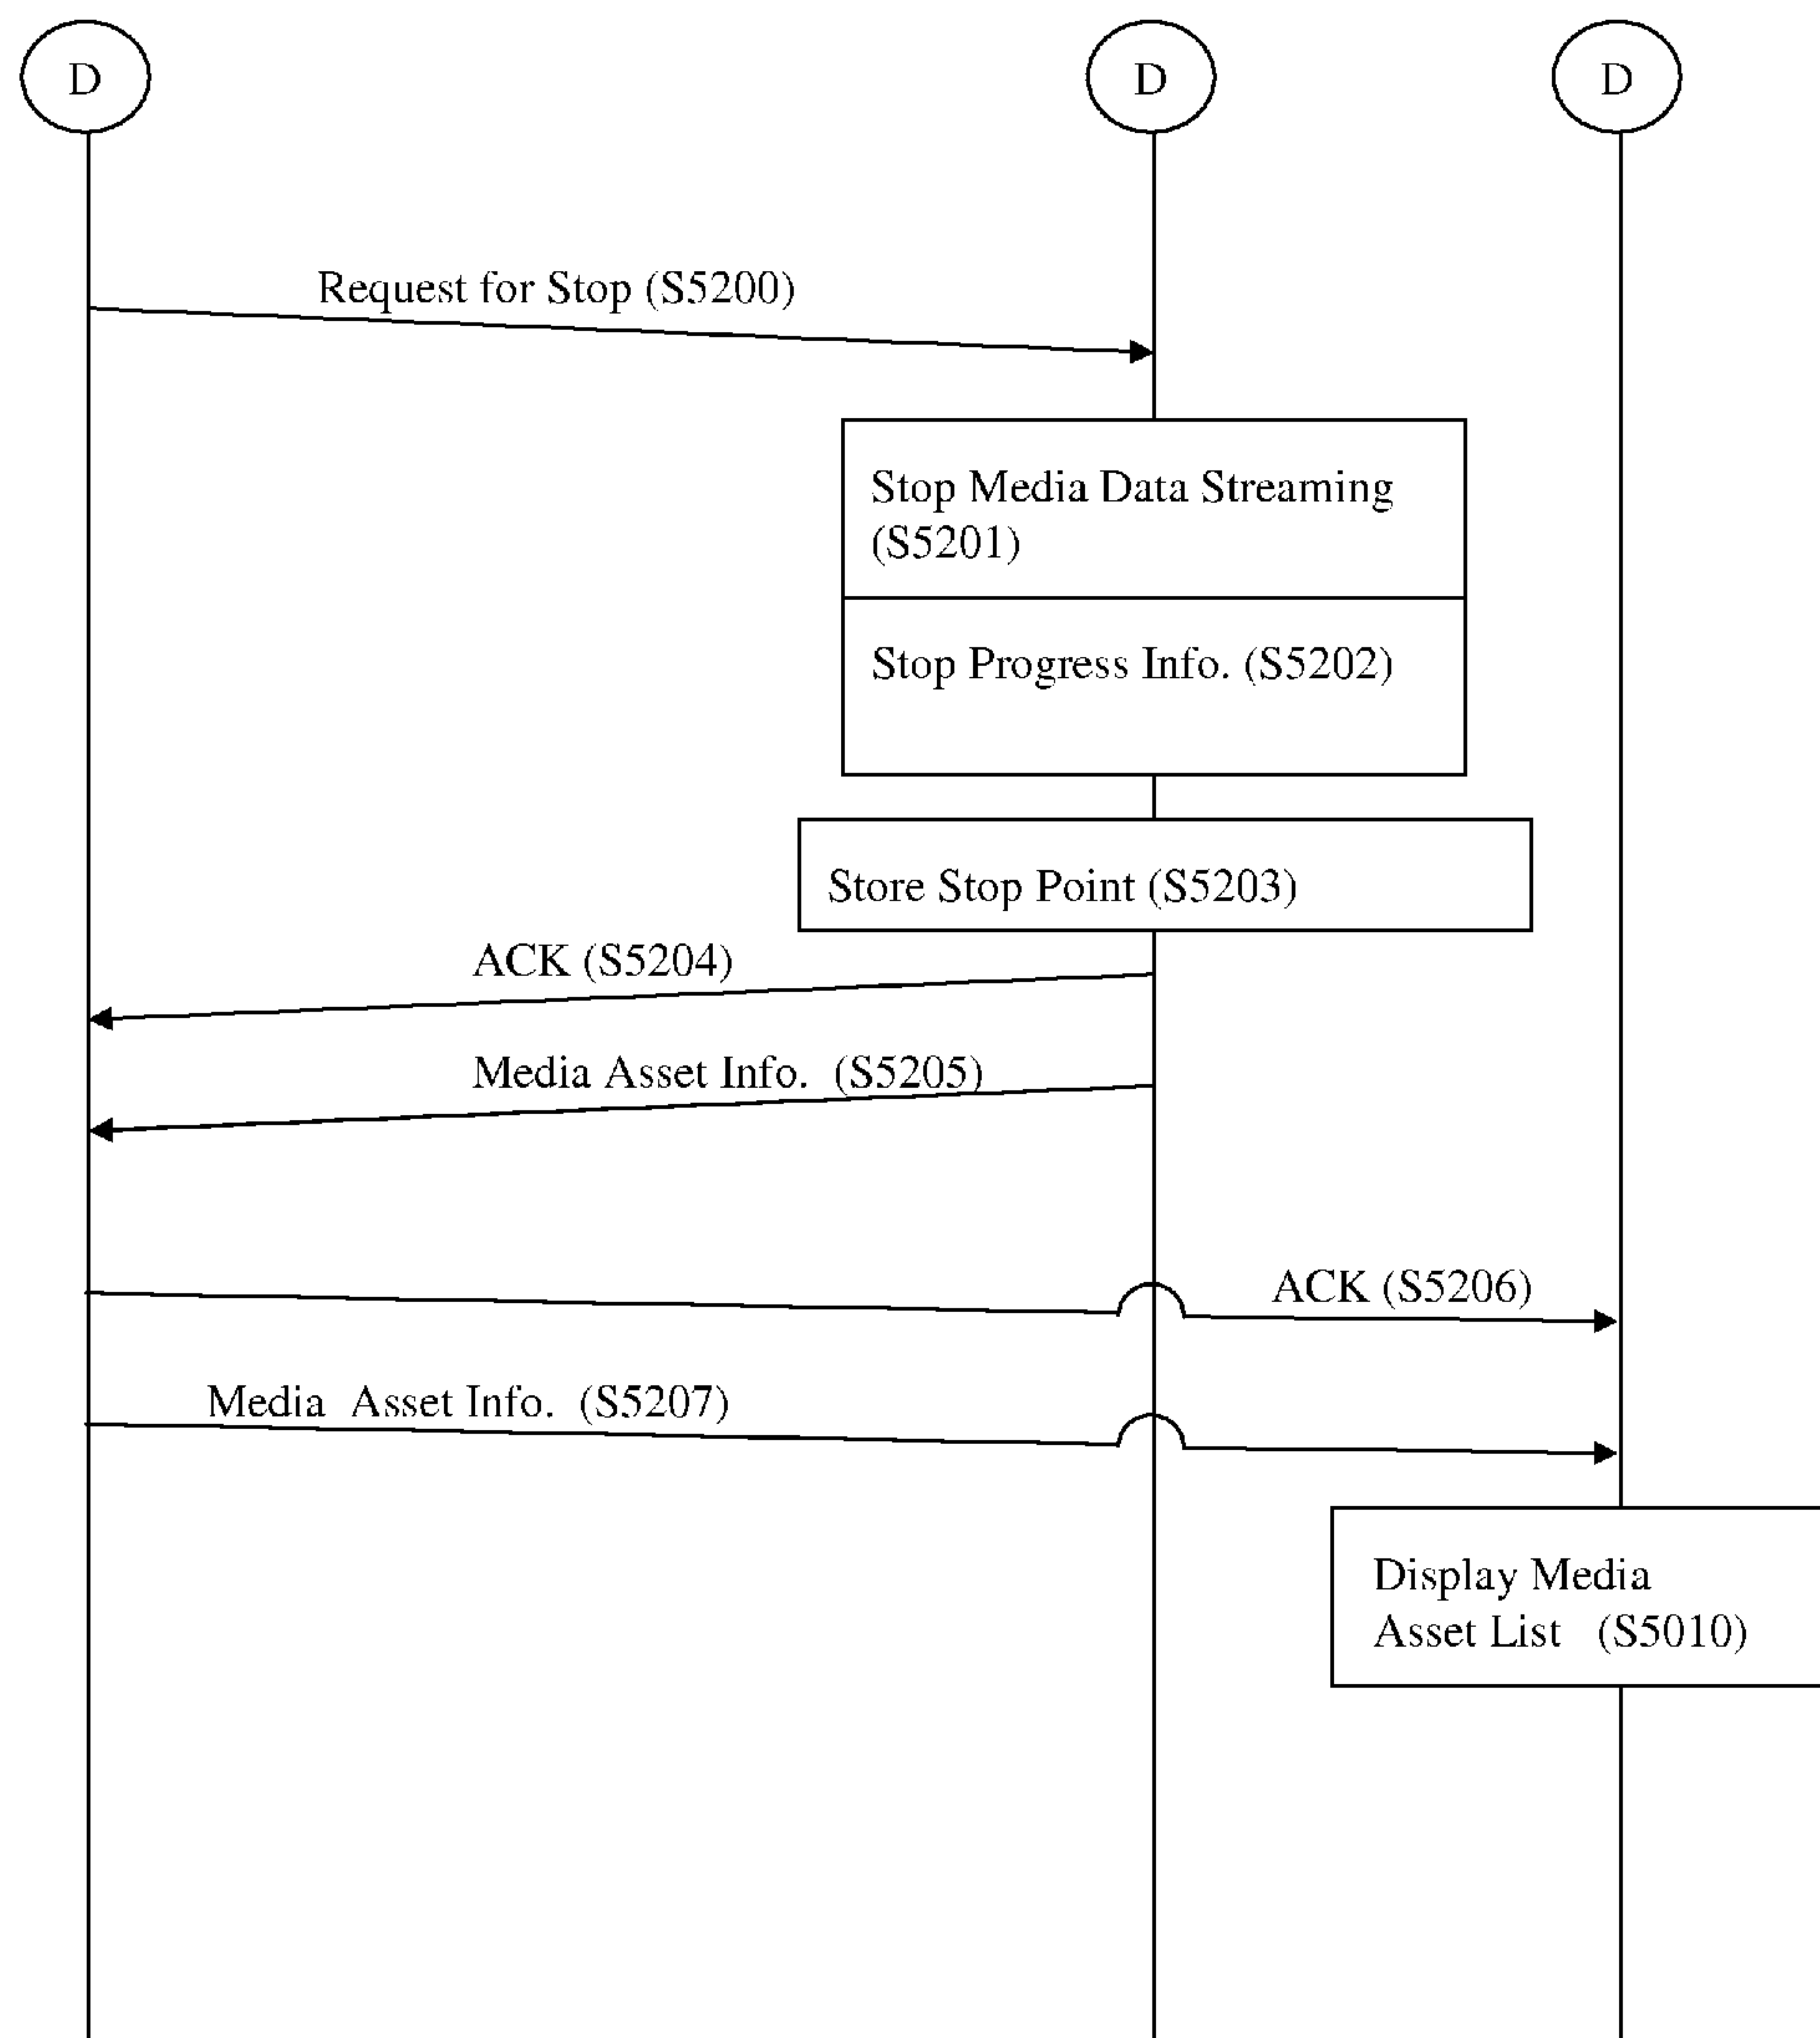 D
D
D
Request for Stop (S5200)
Stop Media Data Streaming
(S5201)
Stop Progress Info. (S5202)
Store Stop Point (S5203)
ACK (S5204)
Media Asset Info. (S5205)
ACK (S5206)
Media Asset Info. (S5207)
Display Media
Asset List (S5010)